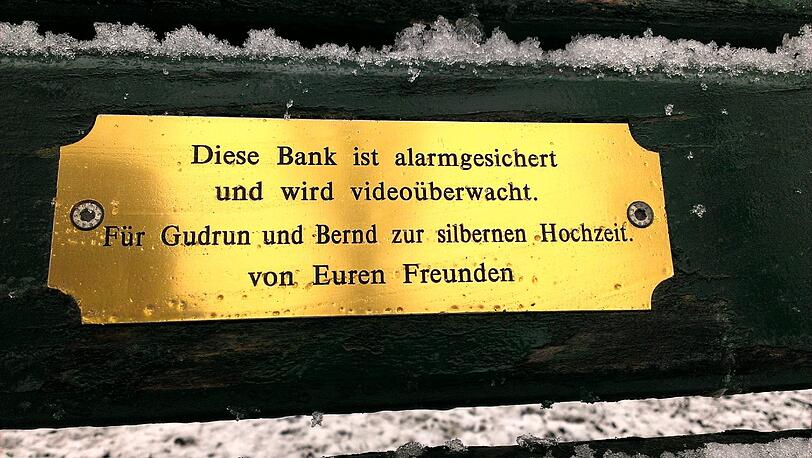 Diese Bank ist alarmgesichert
und wird videoüberwacht.
Für Gudrun und Bernd zur silbernen Hochzeit.
von Euren Freunden